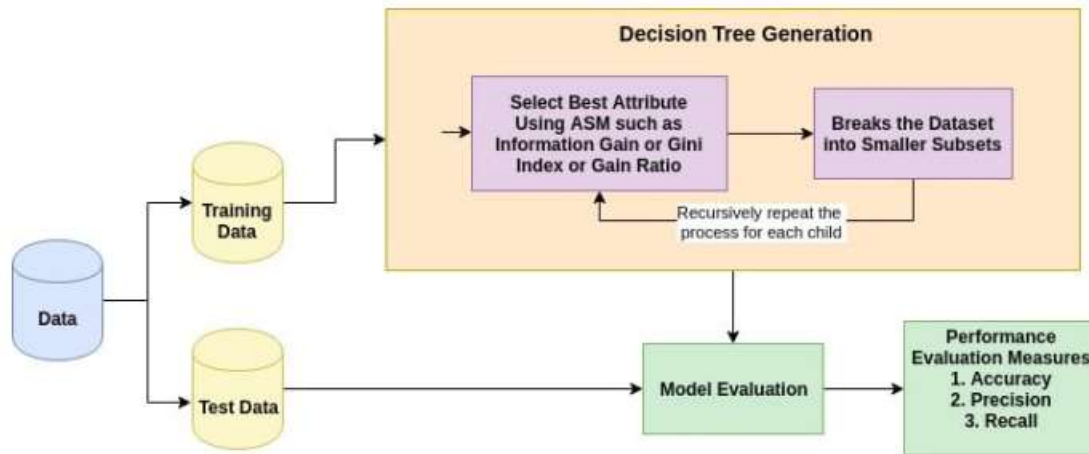 Decision Tree Generation
Select Best Attribute
Using ASM such as
Information Gain or Gini
Index or Gain Ratio
Breaks the Dataset
into Smaller Subsets
Recursively repeat the
process for each child
Training
Data
Data
Test Data
Model Evaluation
Performance
Evaluation Measures
1. Accuracy
2. Precision
3. Recall